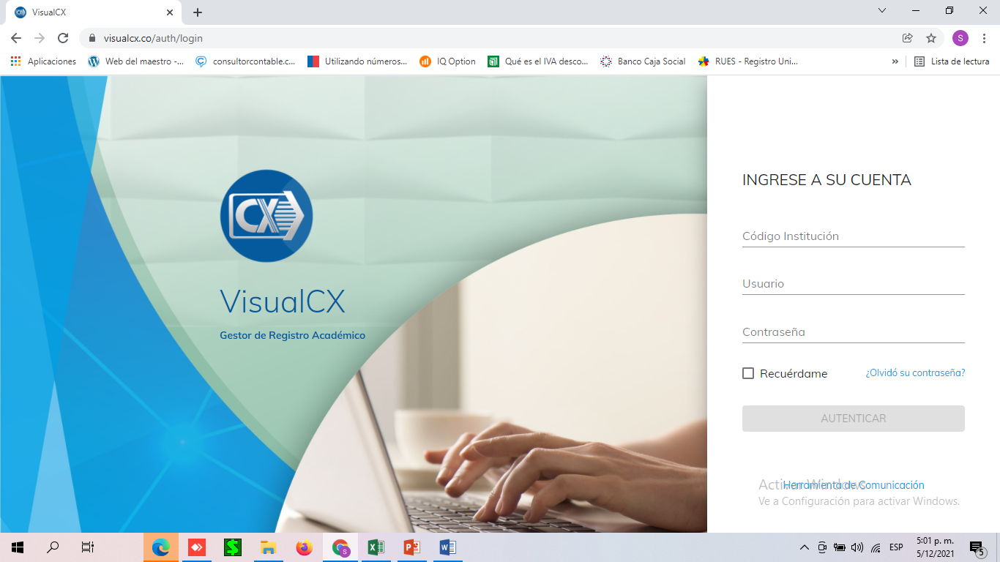 VisualCX
visualcx.co/auth/login
S
Aplicaciones
Web del maestro -...
consultorcontable.c...
Utilizando números...
IQ Option
Qué es el IVA desco...
Banco Caja Social
RUES - Registro Uni...
»
Lista de lectura
CX
VisualCX
Gestor de Registro Académico
INGRESE A SU CUENTA
Código Institución
Usuario
Contraseña
Recuérdame
¿Olvidó su contraseña?
AUTENTICAR
Herramienta de Comunicación
Activar Windows
Ve a Configuración para activar Windows.
ESP
5:01 p. m.
5/12/2021
5